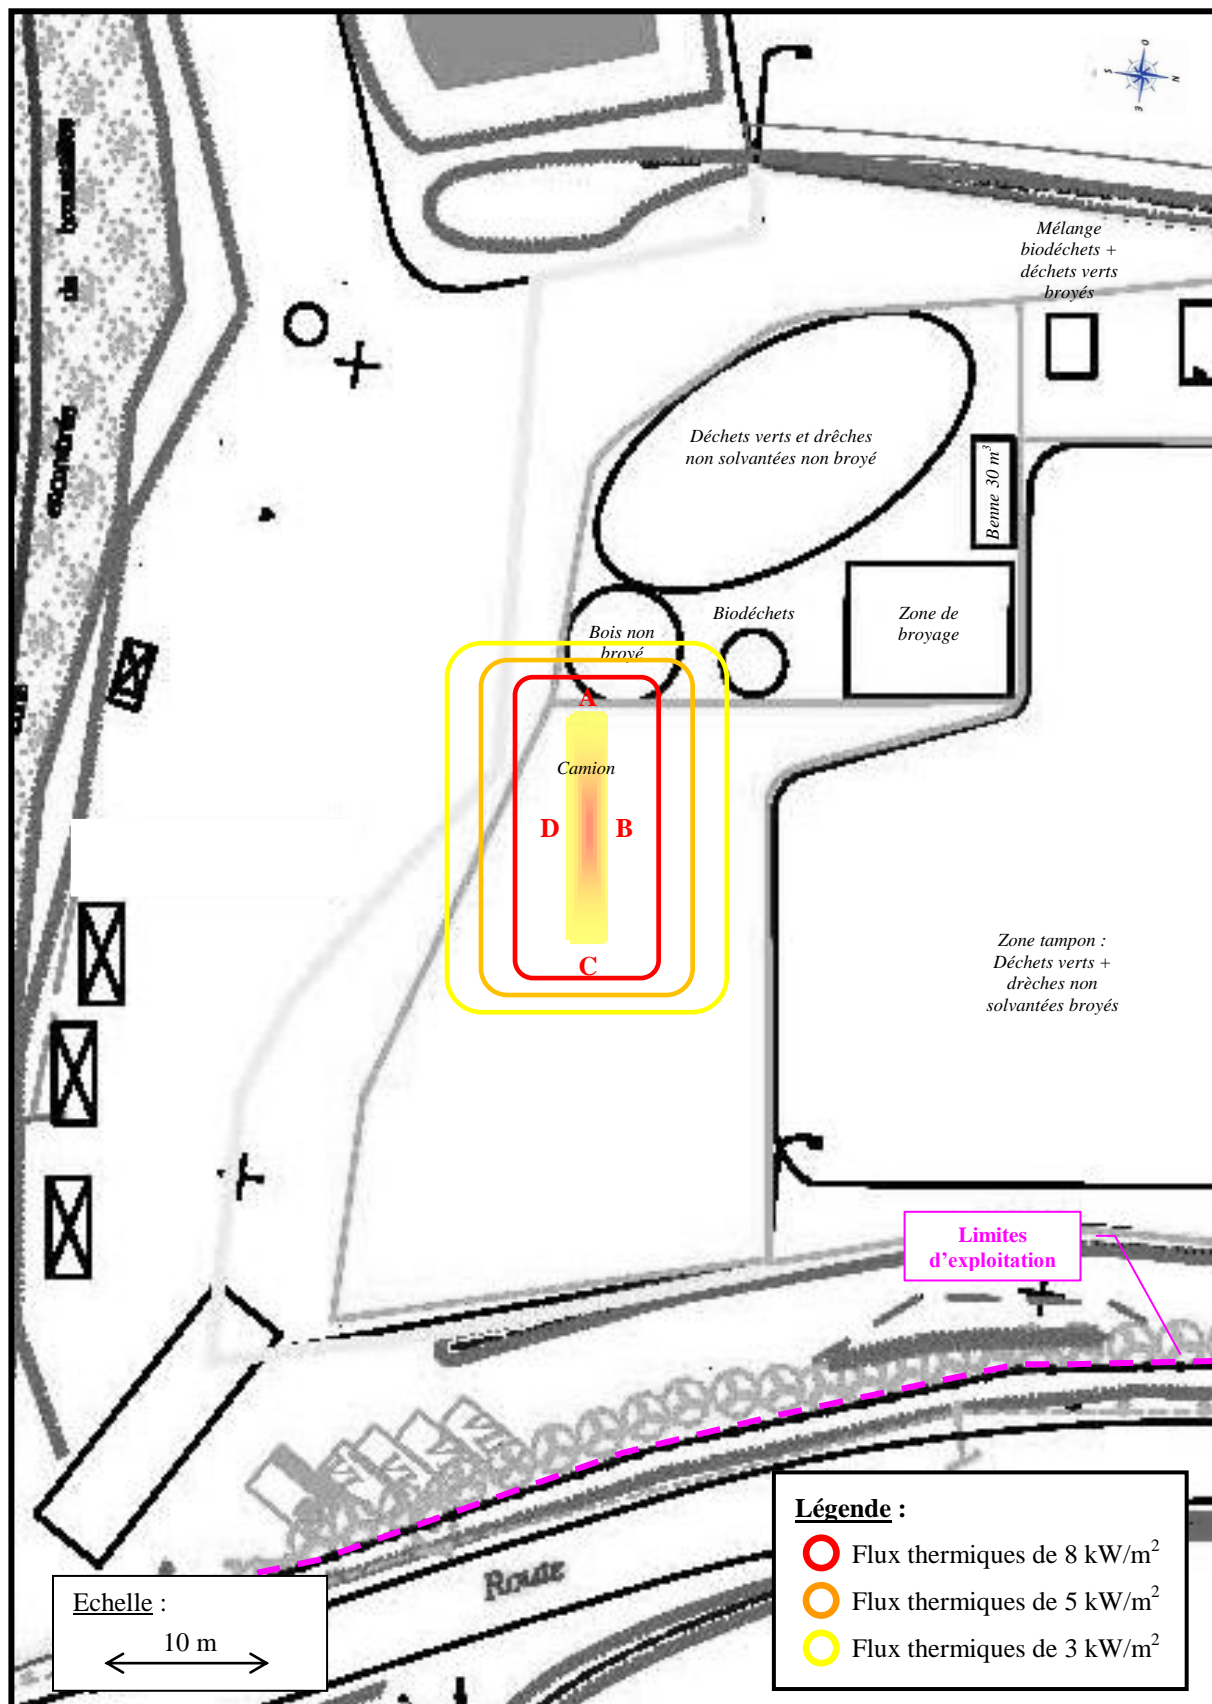 O
S
N
E
Mélange
biodéchets +
déchets verts
broyés
de
Déchets verts et drêches
non solvantées non broyé
Benne 30 m³
Biodéchets
Zone de
broyage
Bois non
broyé
A
Camion
D
B
C
Zone tampon :
Déchets verts +
drèches non
solvantées broyés
Limites
d'exploitation
Route
Légende :
Flux thermiques de 8 kW/m²
Flux thermiques de 5 kW/m²
Flux thermiques de 3 kW/m²
Echelle :
10 m